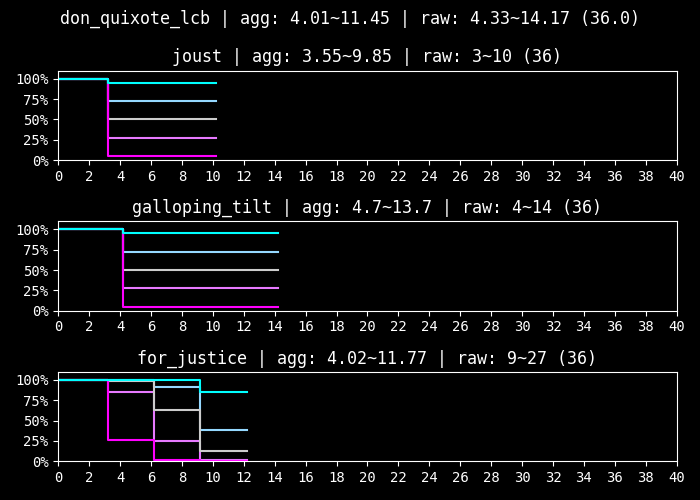 don_quixote_lcb | agg: 4.01~11.45 | raw: 4.33~14.17 (36.0)
joust | agg: 3.55~9.85 | raw: 3~10 (36)
100%
75%
50%
25%
0%
0 2 4 6 8 10 12 14 16 18 20 22 24 26 28 30 32 34 36 38 40
galloping_tilt | agg: 4.7~13.7 | raw: 4~14 (36)
100%
75%
50%
25%
0%
0 2 4 6 8 10 12 14 16 18 20 22 24 26 28 30 32 34 36 38 40
for_justice | agg: 4.02~11.77 | raw: 9~27 (36)
100%
75%
50%
25%
0%
0 2 4 6 8 10 12 14 16 18 20 22 24 26 28 30 32 34 36 38 40